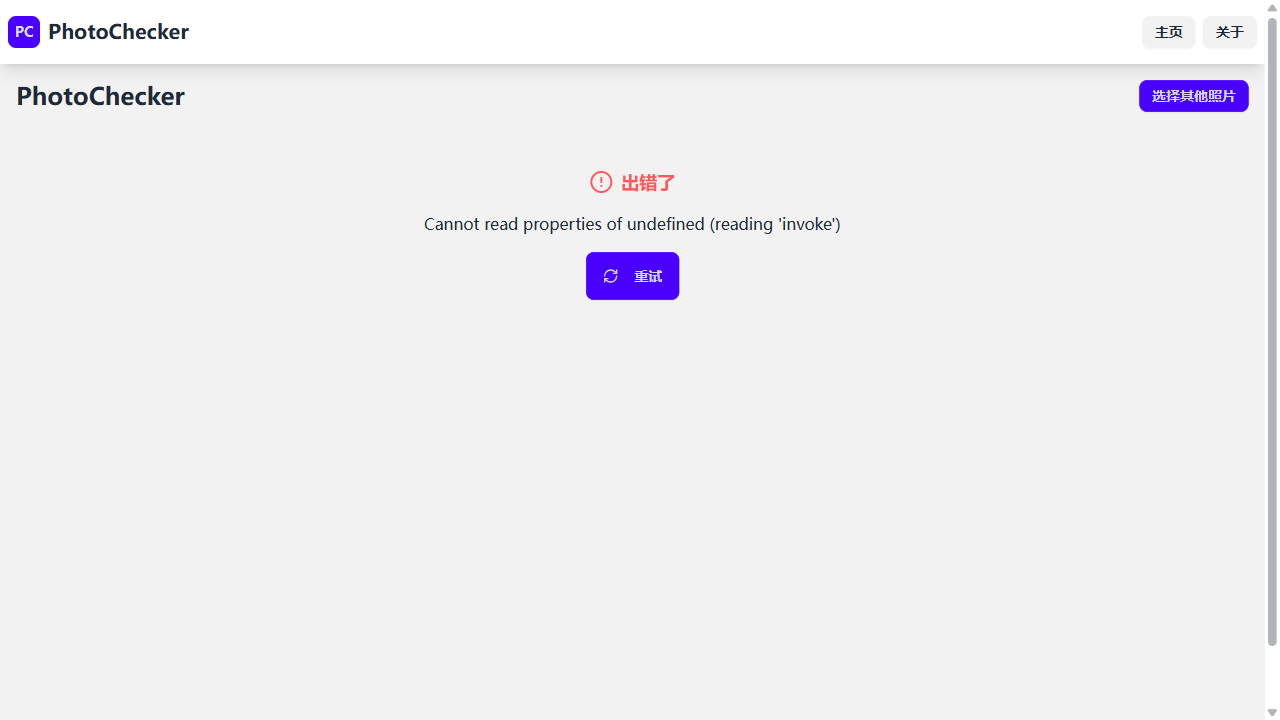 PC PhotoChecker 主页 关于
PhotoChecker 选择其他照片
出错了
Cannot read properties of undefined (reading 'invoke')
重试